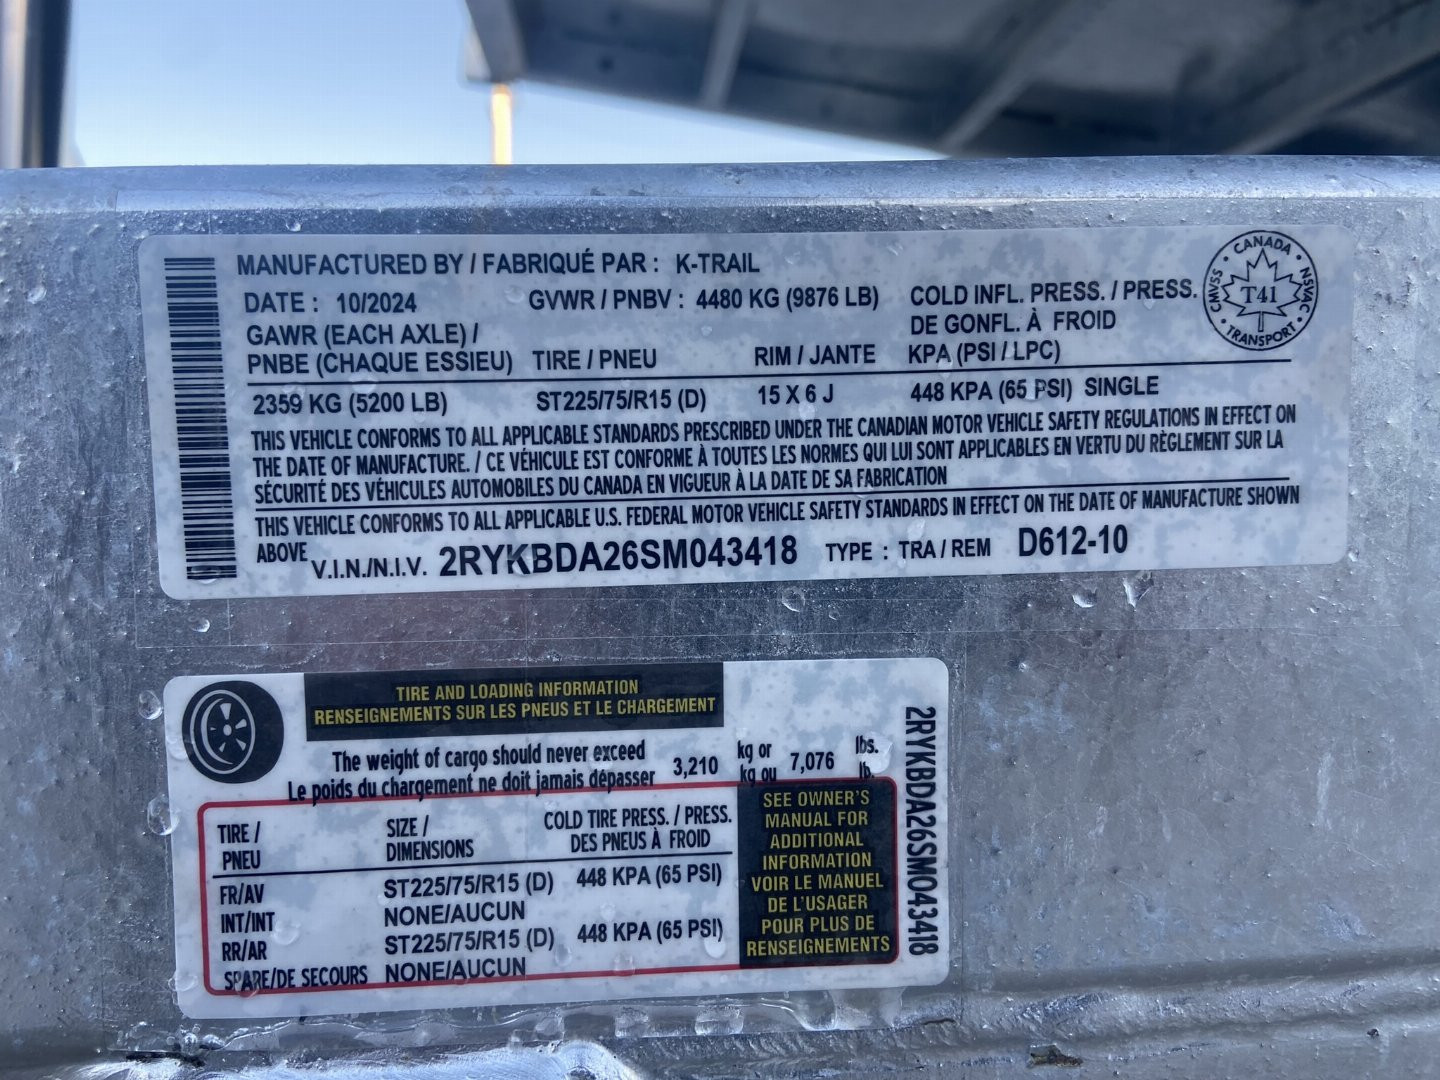 MANUFACTURED BY / FABRIQUÉ PAR : K-TRAIL
DATE : 10/2024 GVWR / PNBV : 4480 KG (9876 LB)
COLD INFL. PRESS. / PRESS.
DE GONFL. À FROID
KPA (PSI / LPC)
GAWR (EACH AXLE) /
PNBE (CHAQUE ESSIEU) TIRE / PNEU RIM / JANTE
2359 KG (5200 LB) ST225/75/R15 (D) 15 X 6 J 448 KPA (65 PSI) SINGLE
THIS VEHICLE CONFORMS TO ALL APPLICABLE STANDARDS PRESCRIBED UNDER THE CANADIAN MOTOR VEHICLE SAFETY REGULATIONS IN EFFECT ON
THE DATE OF MANUFACTURE. / CE VÉHICULE EST CONFORME À TOUTES LES NORMES QUI LUI SONT APPLICABLES EN VERTU DU RÈGLEMENT SUR LA
SÉCURITÉ DES VÉHICULES AUTOMOBILES DU CANADA EN VIGUEUR À LA DATE DE SA FABRICATION
THIS VEHICLE CONFORMS TO ALL APPLICABLE U.S. FEDERAL MOTOR VEHICLE SAFETY STANDARDS IN EFFECT ON THE DATE OF MANUFACTURE SHOWN
ABOVE
V.I.N./N.I.V. 2RYKBDA26SM043418 TYPE : TRA / REM D612-10
CANADA
CMVSS
NSVAC
T41
TRANSPORT
TIRE AND LOADING INFORMATION
RENSEIGNEMENTS SUR LES PNEUS ET LE CHARGEMENT
The weight of cargo should never exceed
Le poids du chargement ne doit jamais dépasser
3,210
kg or
kg ou
7,076
lbs.
lb.
TIRE /
PNEU
SIZE /
DIMENSIONS
COLD TIRE PRESS. / PRESS.
DES PNEUS À FROID
FR/AV ST225/75/R15 (D) 448 KPA (65 PSI)
INT/INT NONE/AUCUN
RR/AR ST225/75/R15 (D) 448 KPA (65 PSI)
SPARE/DE SECOURS NONE/AUCUN
SEE OWNER'S
MANUAL FOR
ADDITIONAL
INFORMATION
VOIR LE MANUEL
DE L'USAGER
POUR PLUS DE
RENSEIGNEMENTS
2RYKBDA26SM043418